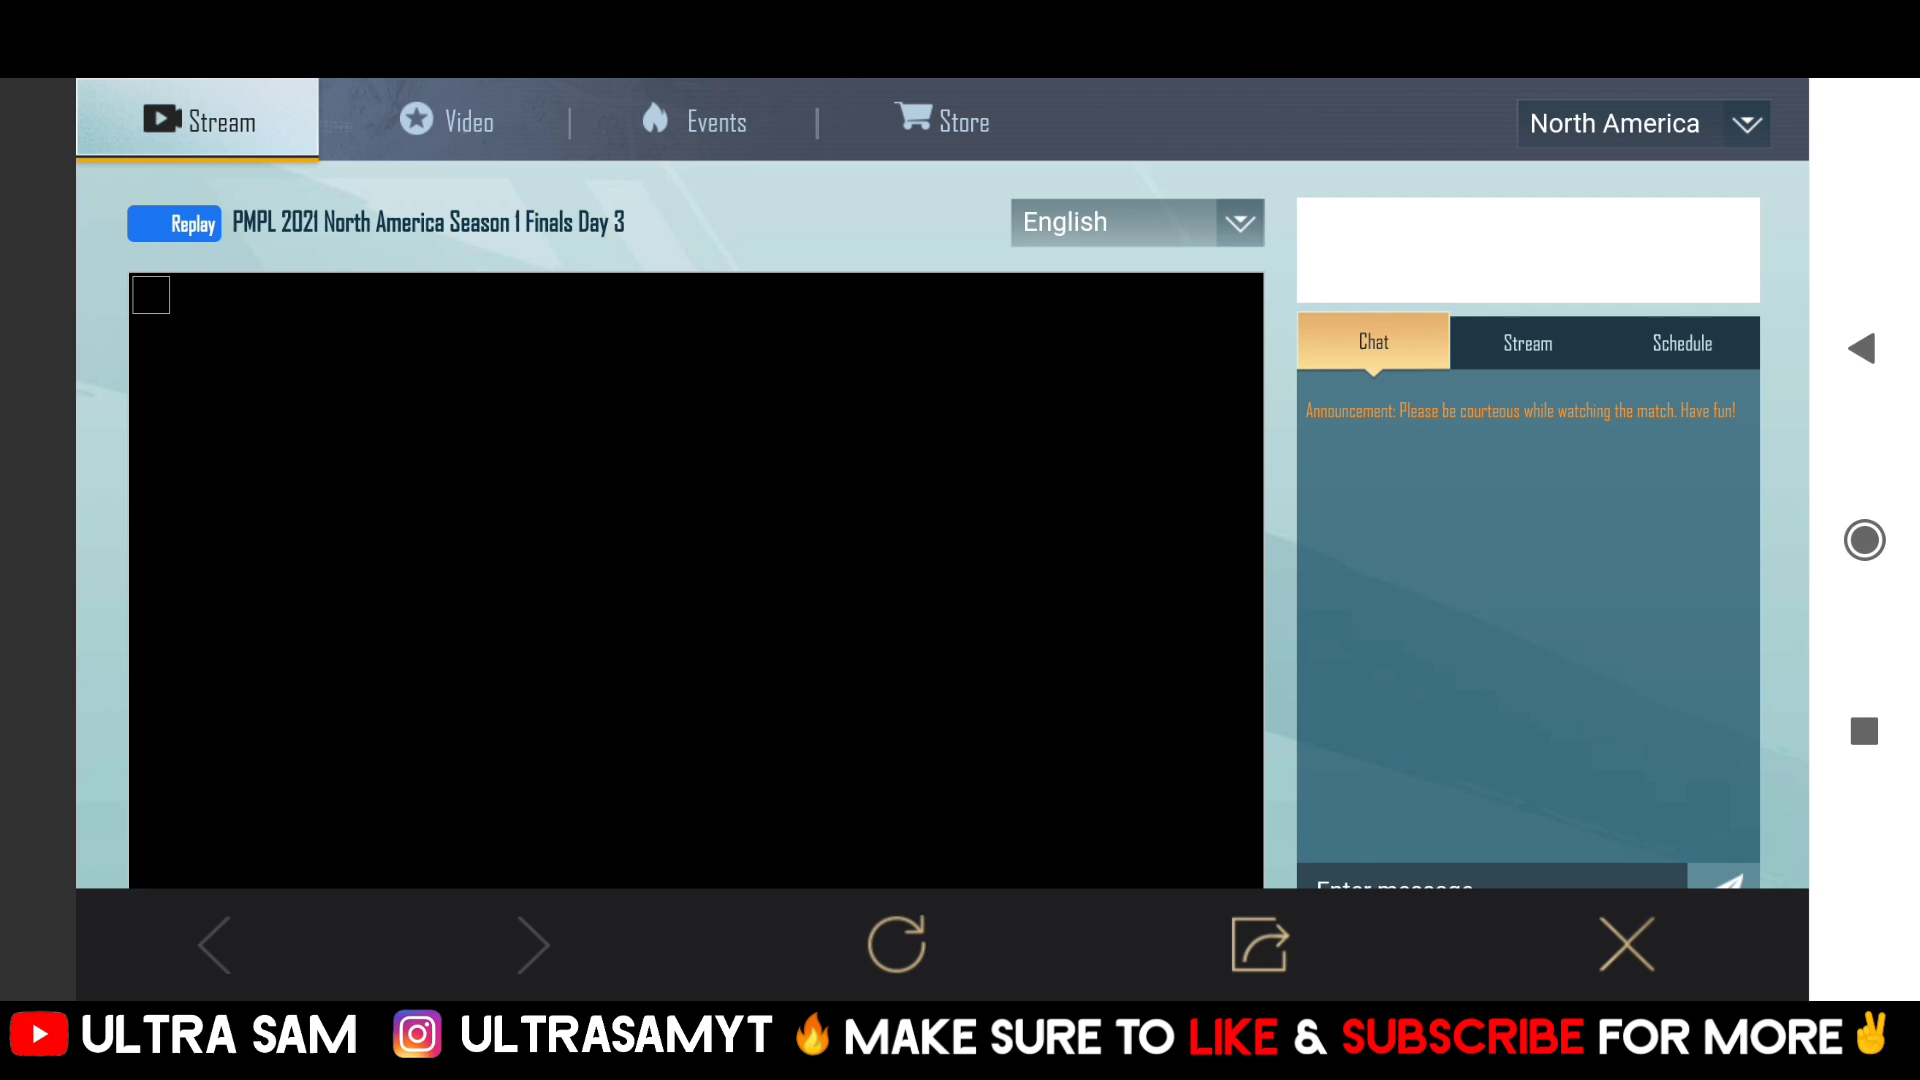 Stream
Video
Events
Store
North America
Replay
PMPL 2021 North America Season 1 Finals Day 3
English
Chat
Stream
Schedule
Announcement: Please be courteous while watching the match. Have fun!
Enter message
ULTRA SAM
ULTRASAMYT
MAKE SURE TO LIKE & SUBSCRIBE FOR MORE